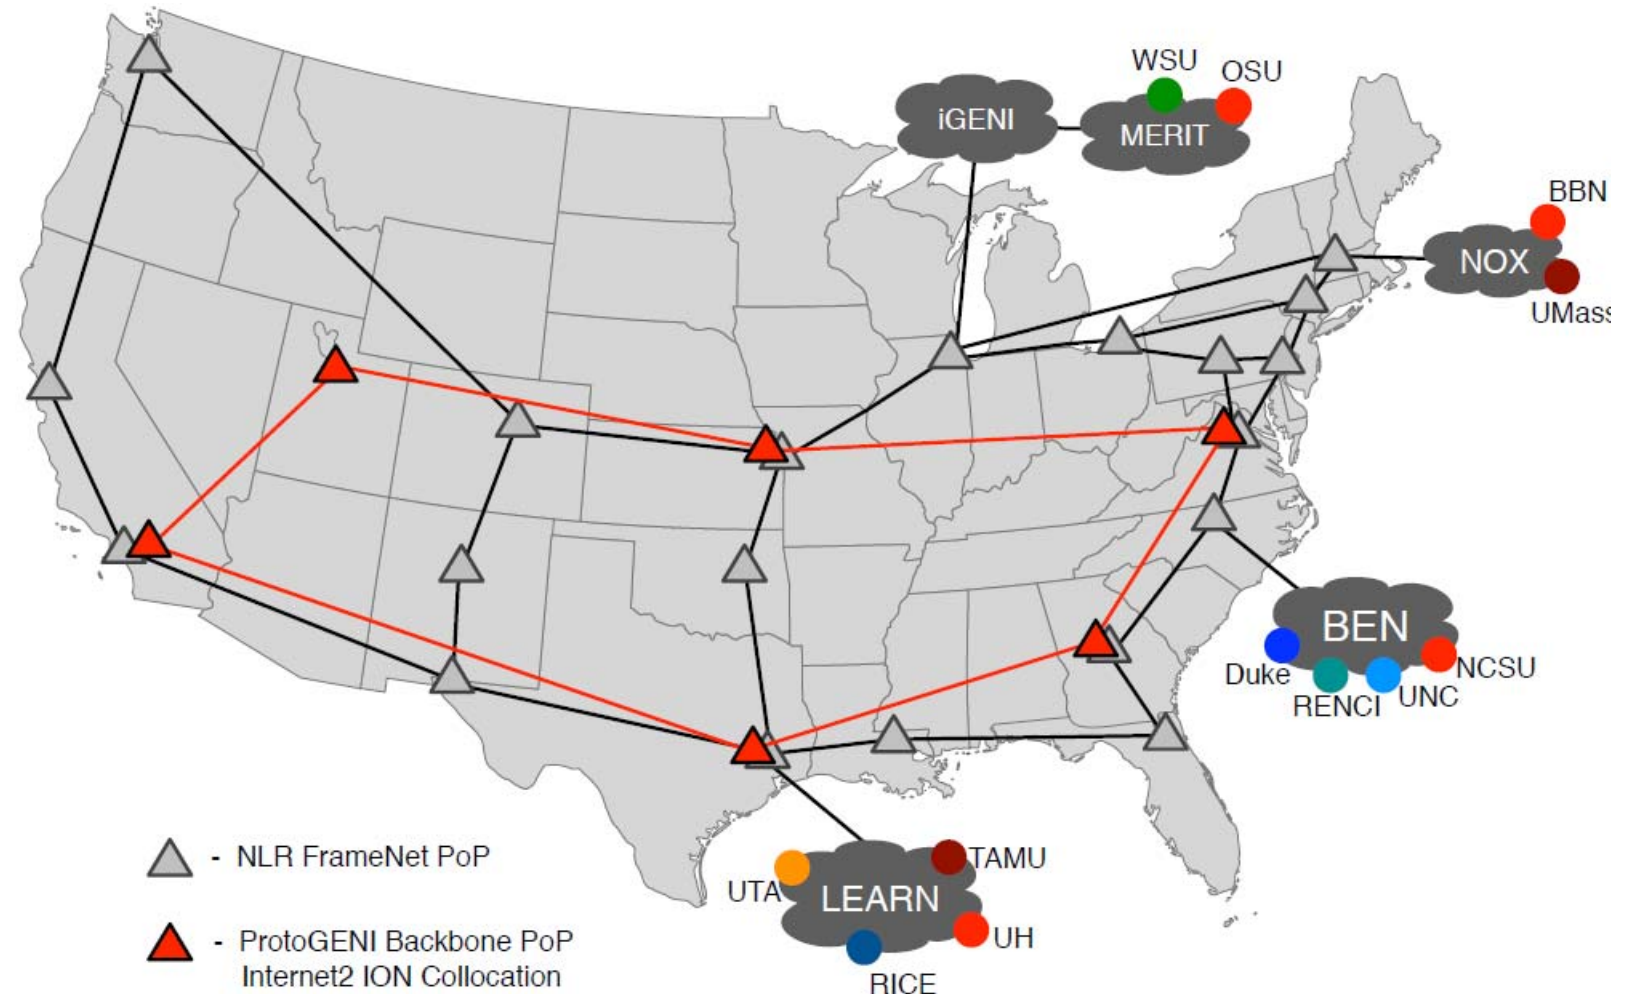 WSU
OSU
iGENI
MERIT
BBN
NOX
UMass
BEN
Duke
NCSU
RENCI
UNC
- NLR FrameNet PoP
TAMU
UTA
LEARN
- ProtoGENI Backbone PoP
Internet2 ION Collocation
UH
RICE